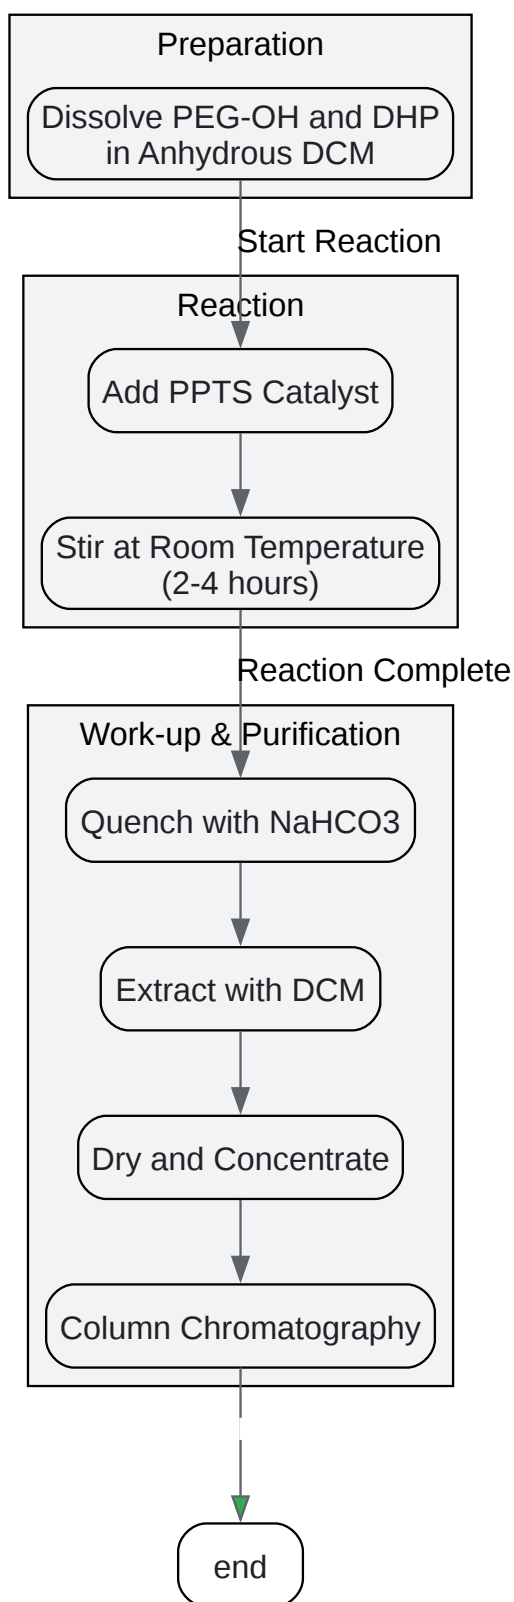 Preparation
Dissolve PEG-OH and DHP
in Anhydrous DCM
Start Reaction
Reaction
Add PPTS Catalyst
Stir at Room Temperature
(2-4 hours)
Reaction Complete
Work-up & Purification
Quench with NaHCO3
Extract with DCM
Dry and Concentrate
Column Chromatography
end